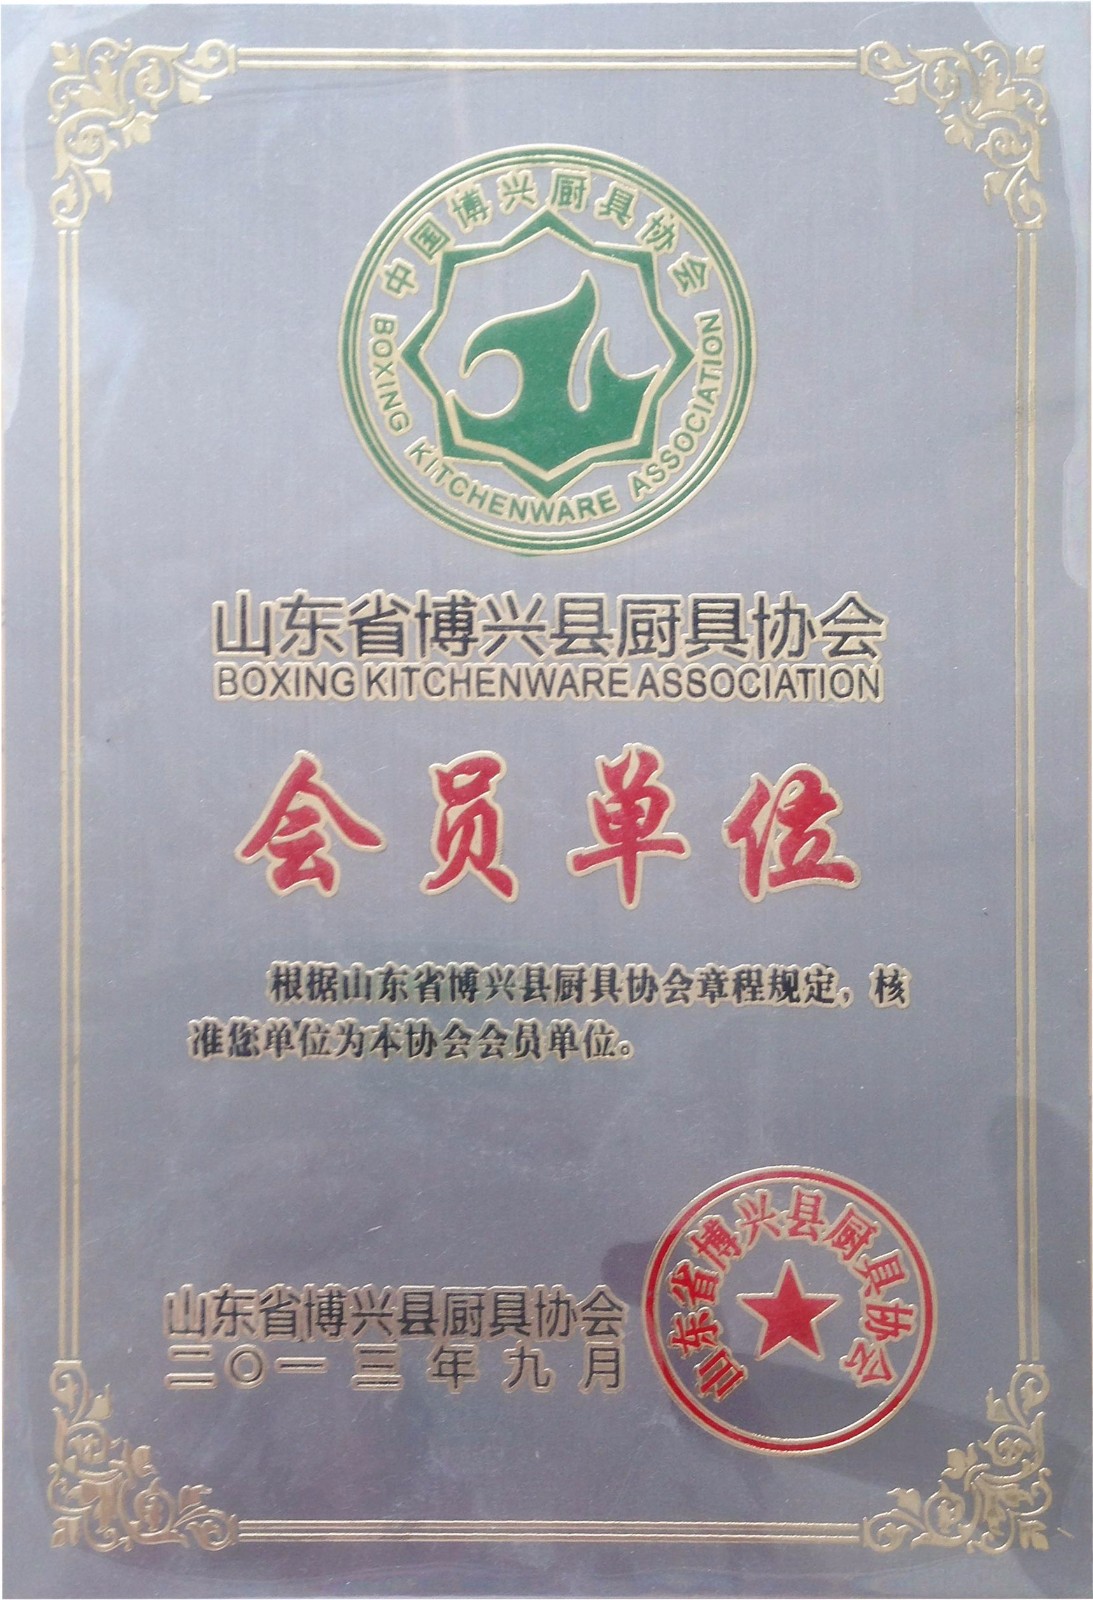 中国博兴厨具协会
BOXING KITCHENWARE ASSOCIATION
山东省博兴县厨具协会
BOXING KITCHENWARE ASSOCIATION
会员单位
根据山东省博兴县厨具协会章程规定，核
准您单位为本协会会员单位。
山东省博兴县厨具协会
二〇一三年九月
山东省博兴县厨具协会